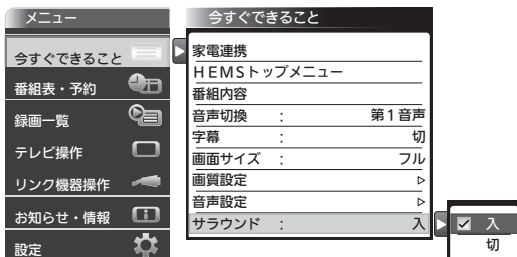 メニュー
今すぐできること
番組表・予約
録画一覧
テレビ操作
リンク機器操作
お知らせ・情報
設定
今すぐできること
家電連携
HEMSトップメニュー
番組内容
音声切換 : 第1音声
字幕 : 切
画面サイズ : フル
画質設定
音声設定
サラウンド : 入
入
切